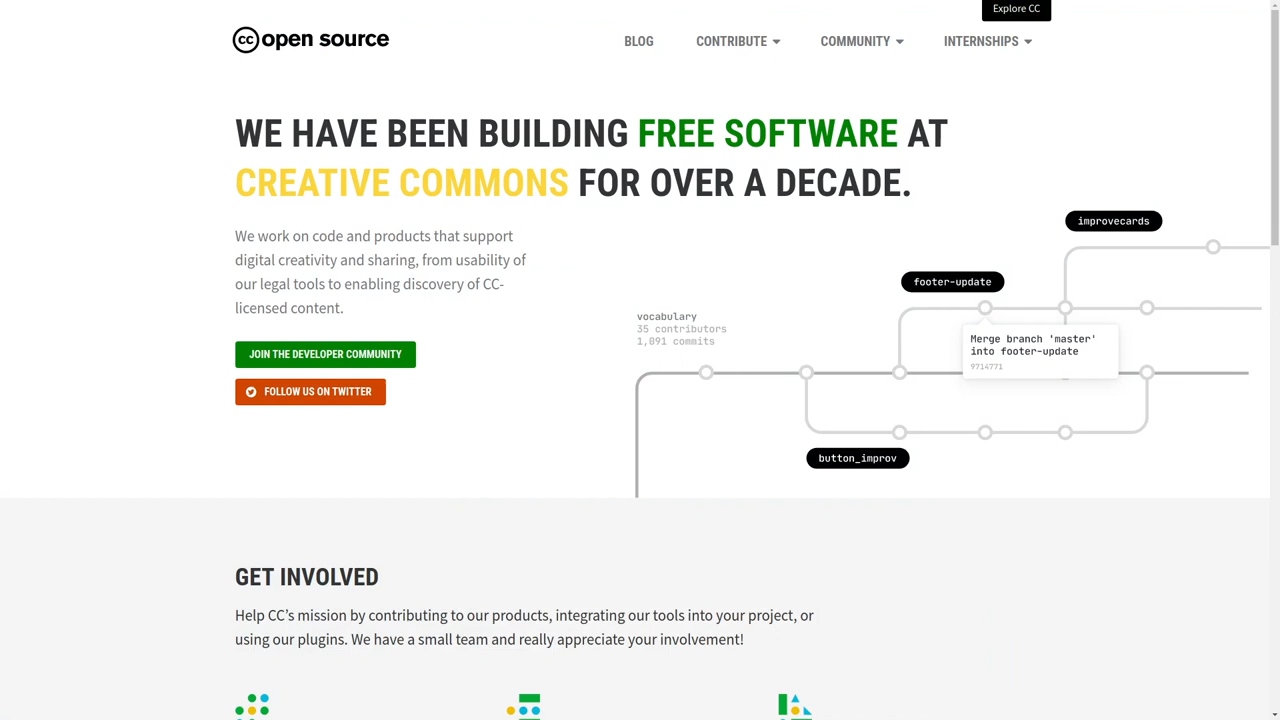 Explore CC
cc open source
BLOG
CONTRIBUTE
COMMUNITY
INTERNSHIPS
WE HAVE BEEN BUILDING FREE SOFTWARE AT
CREATIVE COMMONS FOR OVER A DECADE.
We work on code and products that support
digital creativity and sharing, from usability of
our legal tools to enabling discovery of CC-
licensed content.
JOIN THE DEVELOPER COMMUNITY
FOLLOW US ON TWITTER
improvecards
footer-update
vocabulary
35 contributors
1,091 commits
Merge branch 'master'
into footer-update
9714771
button_improv
GET INVOLVED
Help CC’s mission by contributing to our products, integrating our tools into your project, or
using our plugins. We have a small team and really appreciate your involvement!